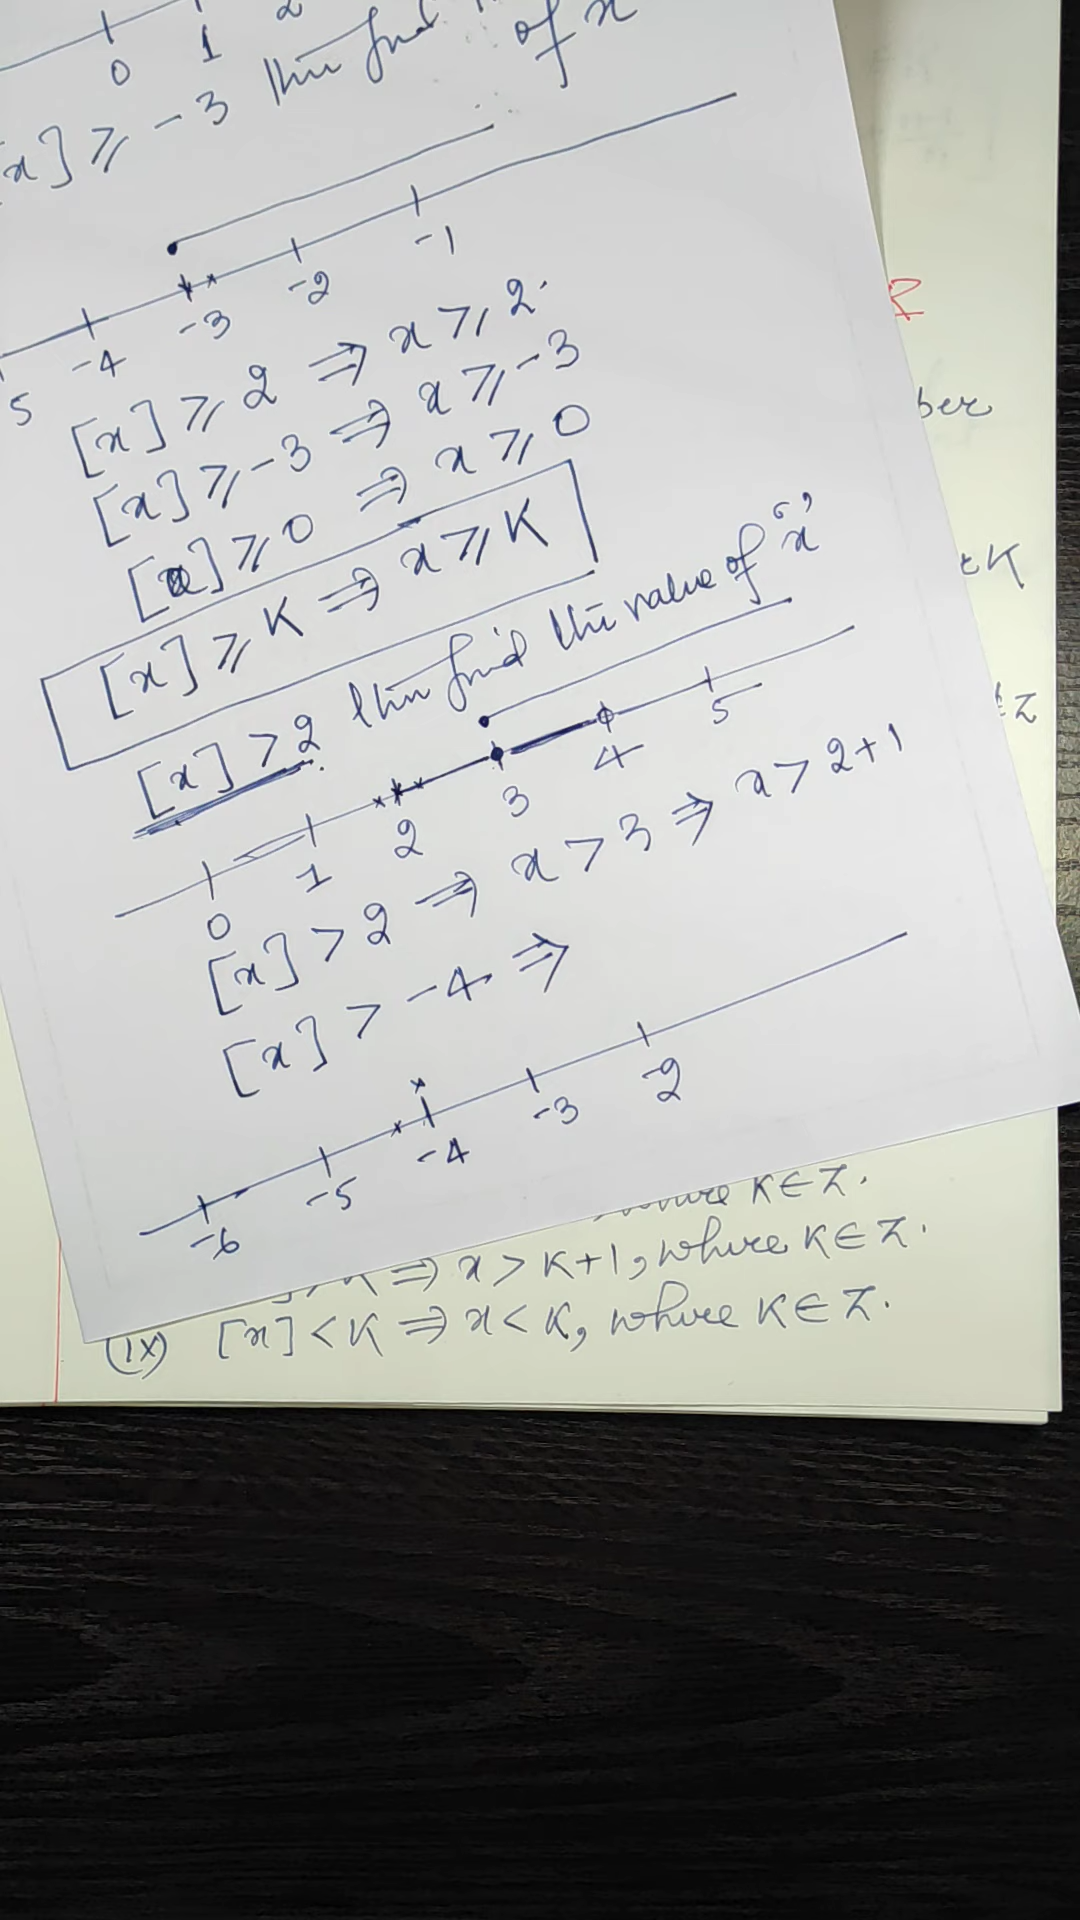 0 1 2
[x] ⩾ -3 then find
of x
-4 -3 -2 -1
5
[x] ⩾ 2 ⇒ x ⩾ 2.
[x] ⩾ -3 ⇒ x ⩾ -3
[x] ⩾ 0 ⇒ x ⩾ 0
[x] ⩾ K ⇒ x ⩾ K
[x] > 2 then find the value of “x”
0 1 2 3 4 5
[x] > 2 ⇒ x > 3 ⇒ x > 2+1
[x] > -4 ⇒
-6 -5 -4 -3 -2
R
ber
K
Z
where K∈Z.
K ⇒ x > K+1, where K∈Z.
(ix) [x] < K ⇒ x < K, where K∈Z.